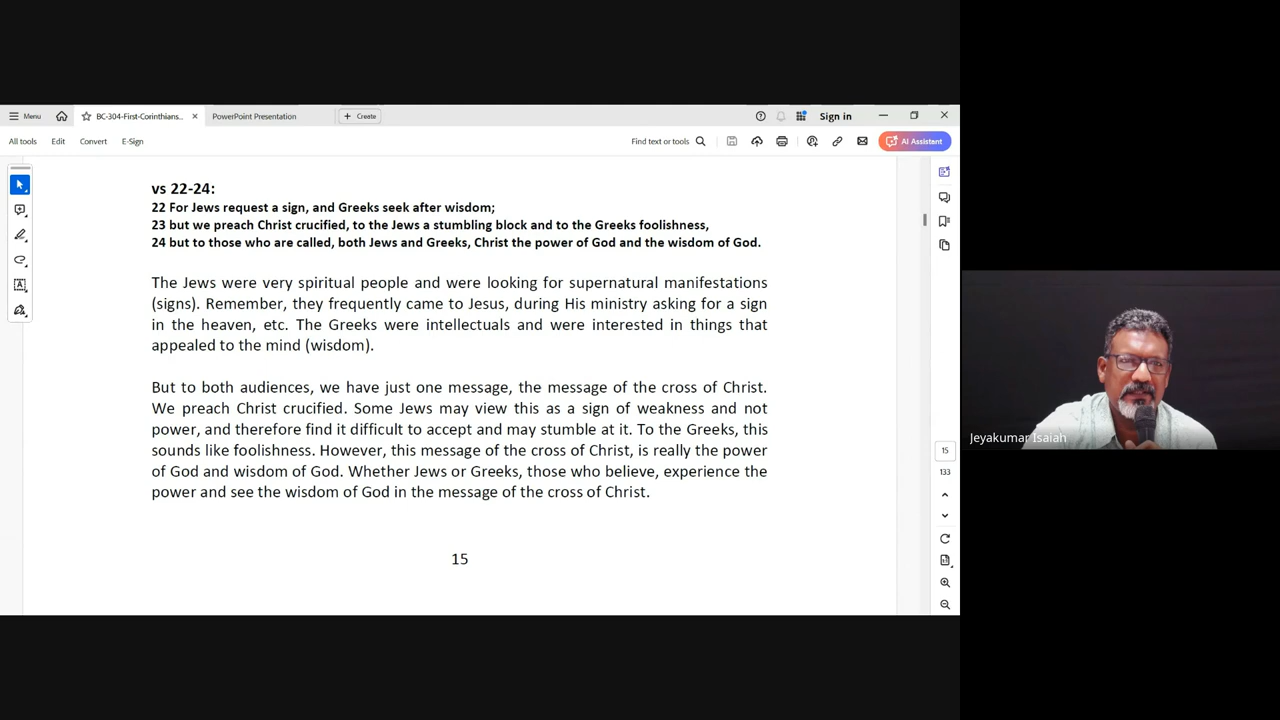 Menu
BC-304-First-Corinthians...
PowerPoint Presentation
Create
Sign in
All tools
Edit
Convert
E-Sign
Find text or tools
AI Assistant
vs 22-24:
22 For Jews request a sign, and Greeks seek after wisdom;
23 but we preach Christ crucified, to the Jews a stumbling block and to the Greeks foolishness,
24 but to those who are called, both Jews and Greeks, Christ the power of God and the wisdom of God.
The Jews were very spiritual people and were looking for supernatural manifestations
(signs). Remember, they frequently came to Jesus, during His ministry asking for a sign
in the heaven, etc. The Greeks were intellectuals and were interested in things that
appealed to the mind (wisdom).
But to both audiences, we have just one message, the message of the cross of Christ.
We preach Christ crucified. Some Jews may view this as a sign of weakness and not
power, and therefore find it difficult to accept and may stumble at it. To the Greeks, this
sounds like foolishness. However, this message of the cross of Christ, is really the power
of God and wisdom of God. Whether Jews or Greeks, those who believe, experience the
power and see the wisdom of God in the message of the cross of Christ.
15
15
133
Jeyakumar Isaiah